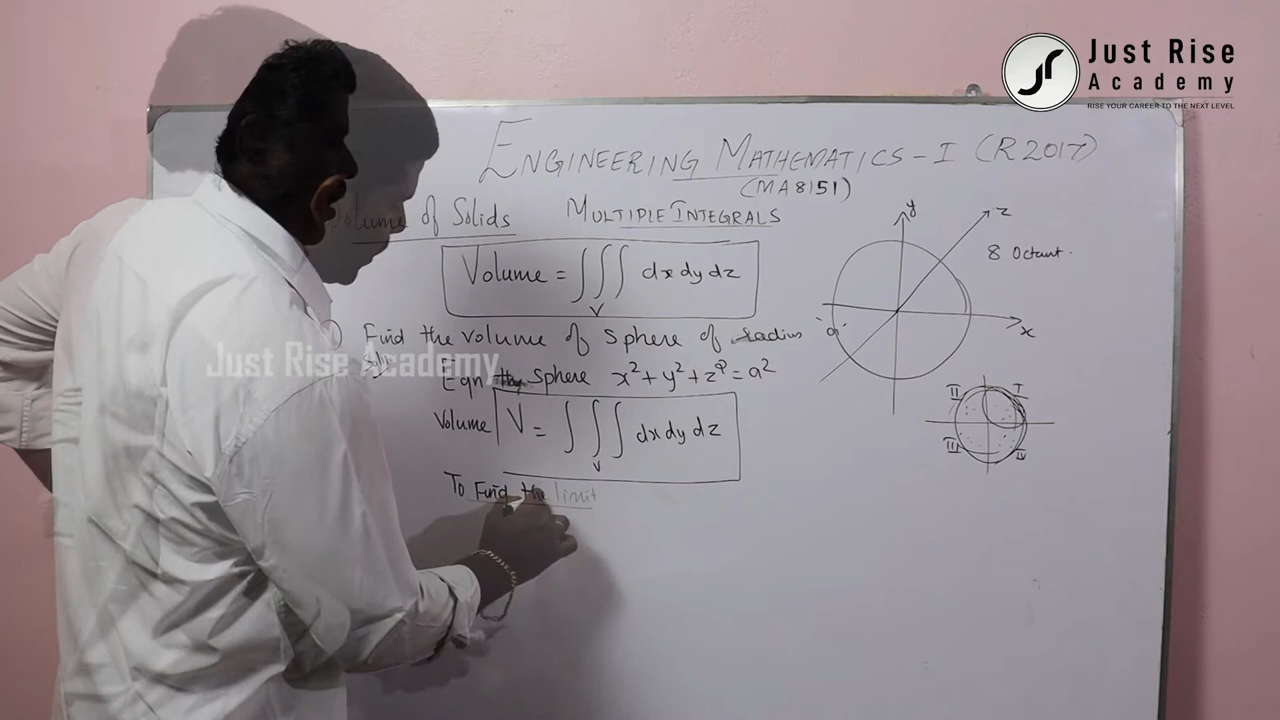 Just Rise
Academy
RISE YOUR CAREER TO THE NEXT LEVEL
ENGINEERING MATHEMATICS - I (R2017)
(MA8151)
Volume of Solids MULTIPLE INTEGRALS
Volume = ∭ dx dy dz
V
Find the volume of sphere of radius 'a'
Soln
Just Rise Academy
Eqn sphere x² + y² + z² = a²
Volume V = ∭ dx dy dz
V
To Find the limit
y
z
8 Octant.
x
II I
III IV